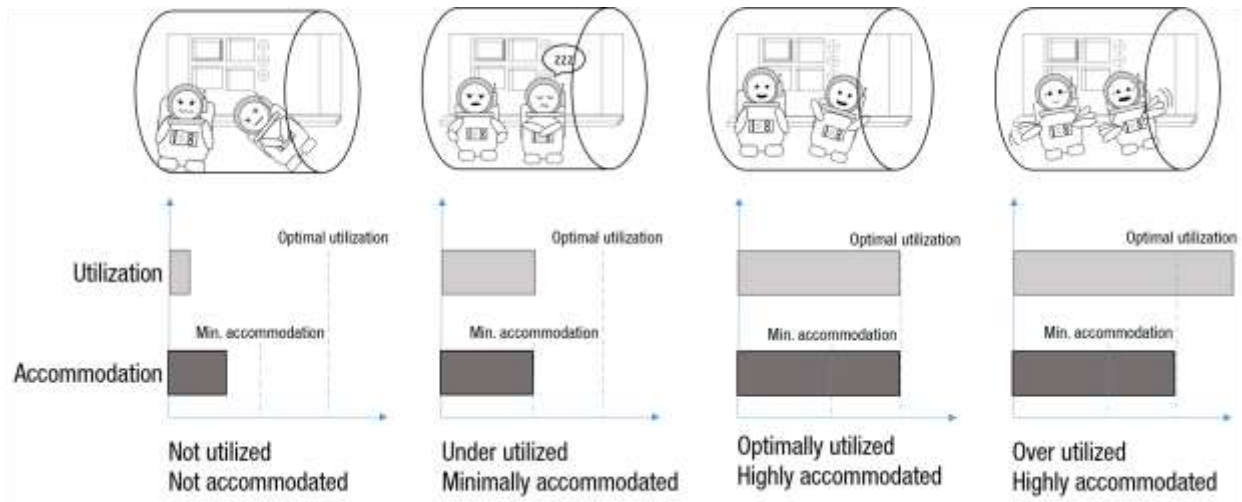 zzz
Optimal utilization
Optimal utilization
Optimal utilization
Optimal utilization
Utilization
Min. accommodation
Min. accommodation
Min. accommodation
Min. accommodation
Accommodation
Not utilized
Not accommodated
Under utilized
Minimally accommodated
Optimally utilized
Highly accommodated
Over utilized
Highly accommodated